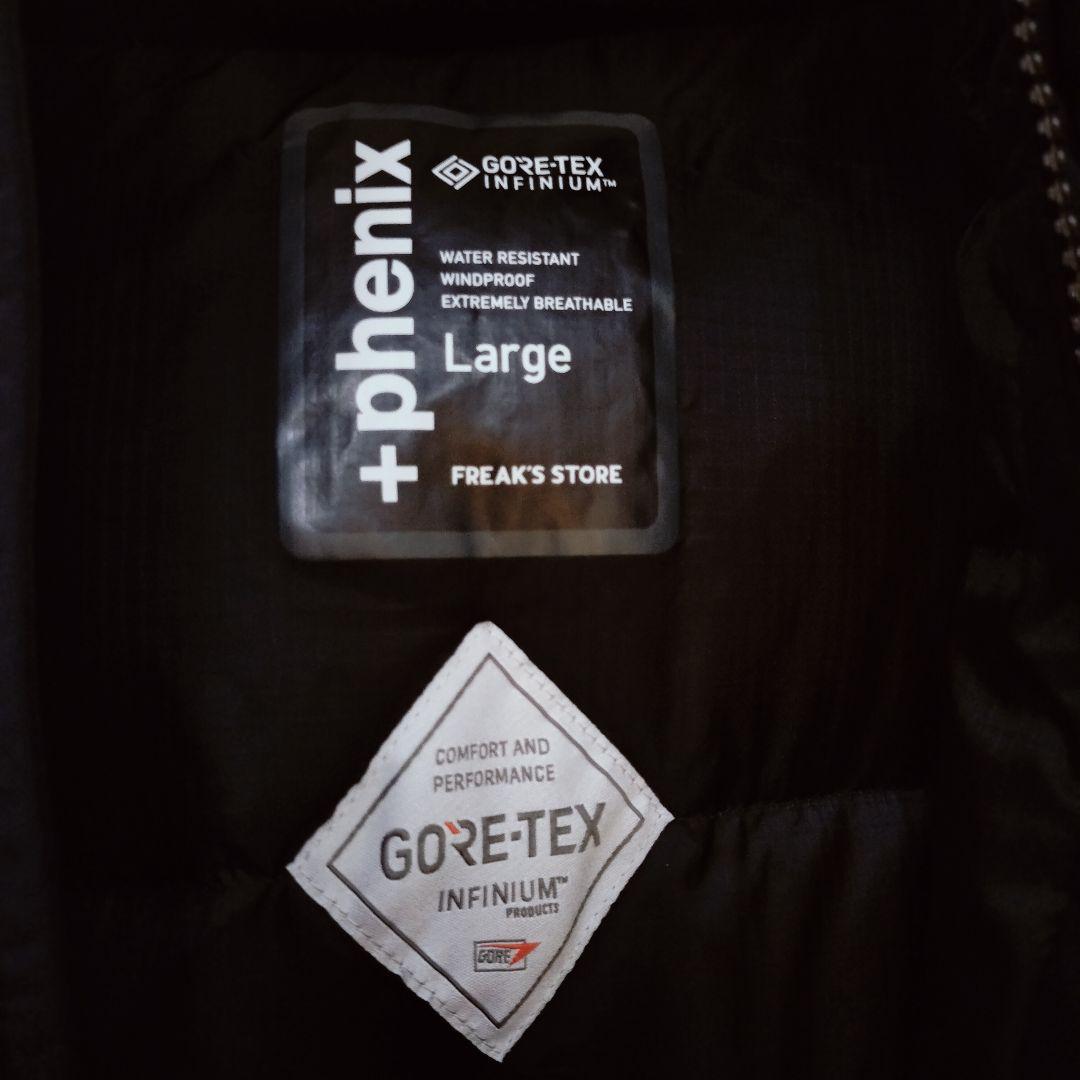 +phenix
GORE-TEX
INFINIUM™
WATER RESISTANT
WINDPROOF
EXTREMELY BREATHABLE
Large
FREAK'S STORE
COMFORT AND
PERFORMANCE
GORE-TEX
INFINIUM™
PRODUCTS
GORE